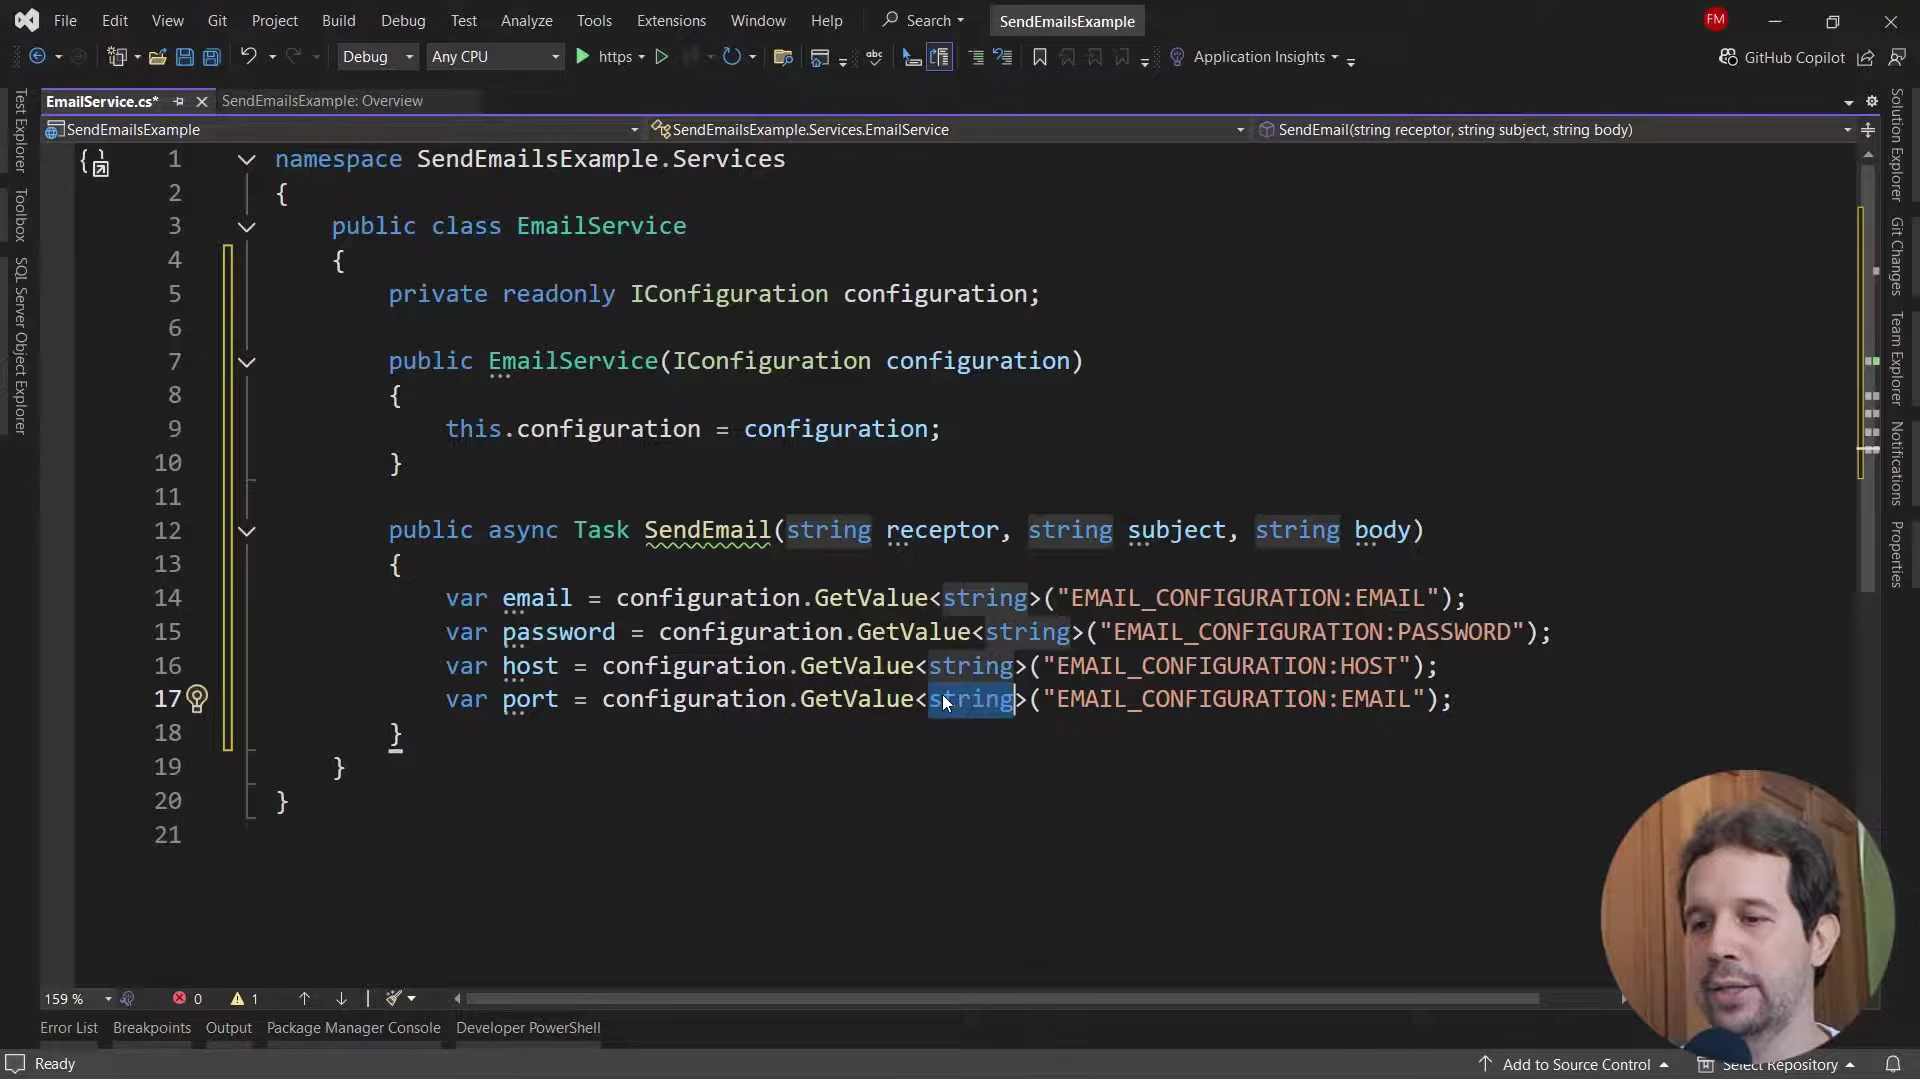 File Edit View Git Project Build Debug Test Analyze Tools Extensions Window Help Search SendEmailsExample FM
Debug Any CPU https abc Application Insights GitHub Copilot
EmailService.cs* SendEmailsExample: Overview
SendEmailsExample SendEmailsExample.Services.EmailService SendEmail(string receptor, string subject, string body)
Test Explorer
Toolbox
SQL Server Object Explorer
1 namespace SendEmailsExample.Services
2 {
3 public class EmailService
4 {
5 private readonly IConfiguration configuration;
6
7 public EmailService(IConfiguration configuration)
8 {
9 this.configuration = configuration;
10 }
11
12 public async Task SendEmail(string receptor, string subject, string body)
13 {
14 var email = configuration.GetValue<string>("EMAIL_CONFIGURATION:EMAIL");
15 var password = configuration.GetValue<string>("EMAIL_CONFIGURATION:PASSWORD");
16 var host = configuration.GetValue<string>("EMAIL_CONFIGURATION:HOST");
17 var port = configuration.GetValue<string>("EMAIL_CONFIGURATION:EMAIL");
18 }
19 }
20 }
21
Solution Explorer
Git Changes
Team Explorer
Notifications
Properties
159 % 0 1
Error List Breakpoints Output Package Manager Console Developer PowerShell
Ready Add to Source Control Select Repository